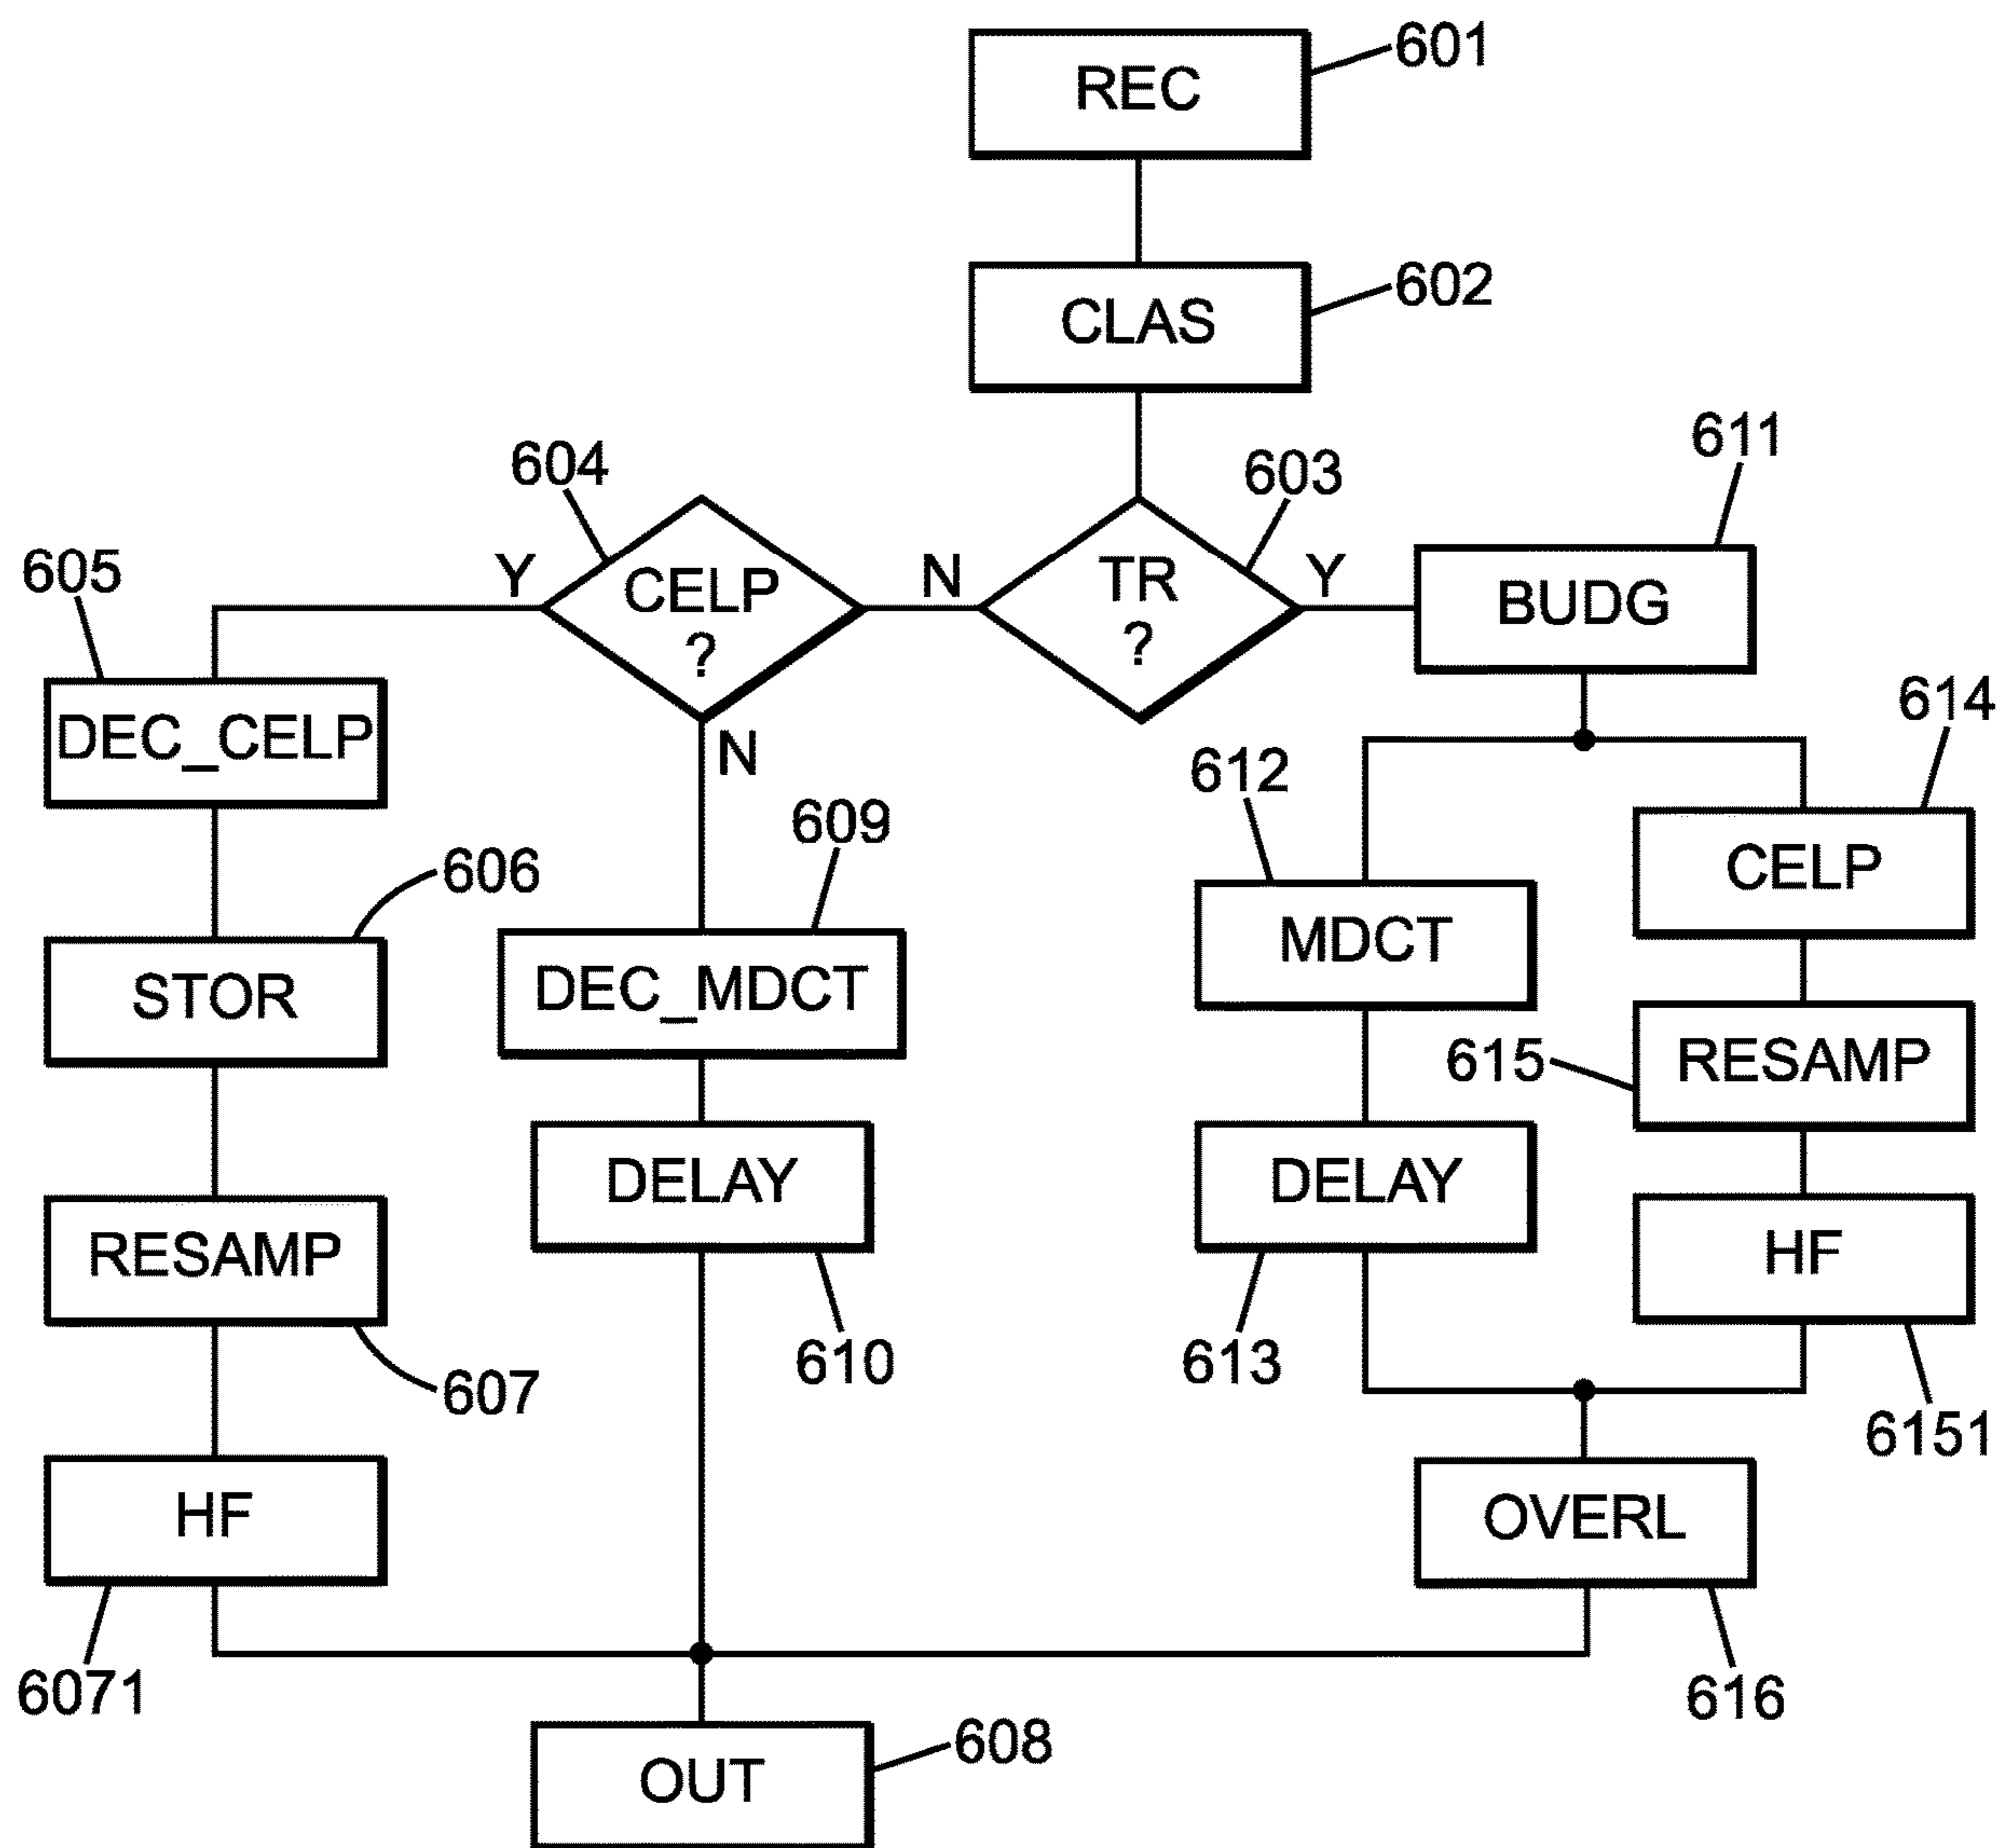 REC
601
CLAS
602
604
603
611
605
Y
CELP
?
N
TR
?
Y
BUDG
DEC_CELP
N
612
614
606
609
CELP
STOR
DEC_MDCT
MDCT
615
RESAMP
RESAMP
DELAY
DELAY
HF
607
610
613
6151
HF
OVERL
6071
616
OUT
608